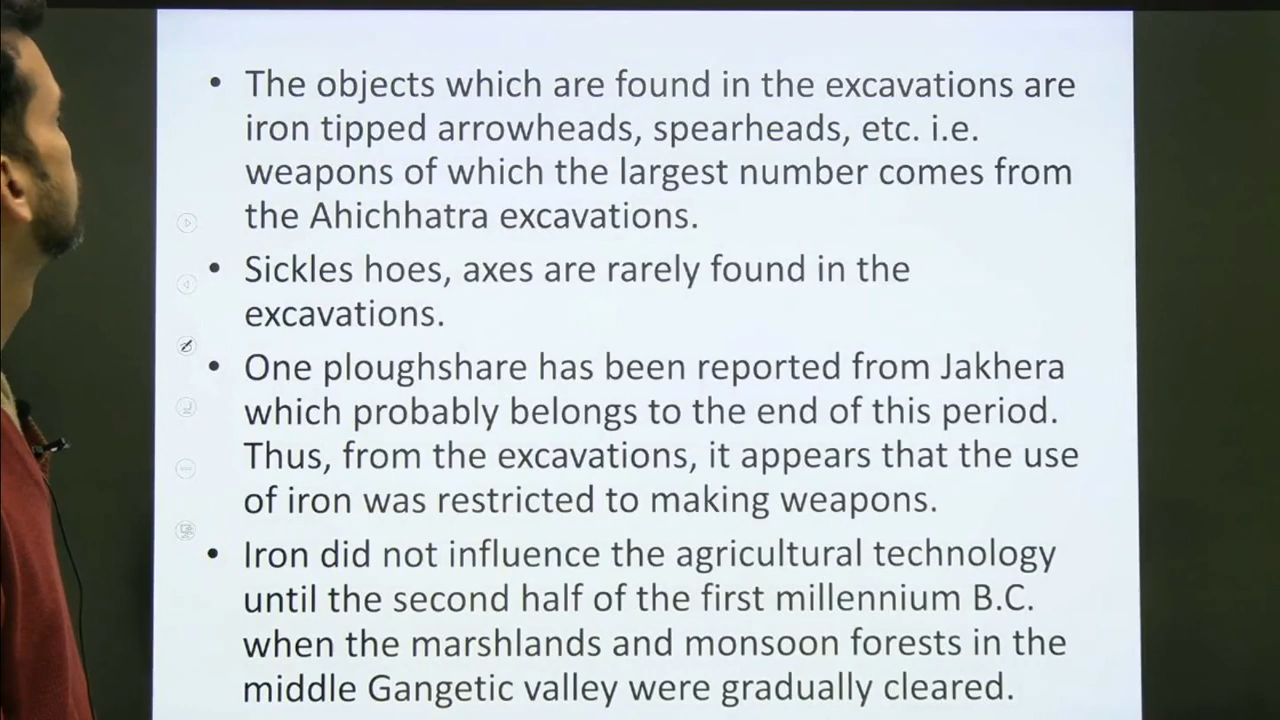 • The objects which are found in the excavations are
iron tipped arrowheads, spearheads, etc. i.e.
weapons of which the largest number comes from
the Ahichhatra excavations.
• Sickles hoes, axes are rarely found in the
excavations.
• One ploughshare has been reported from Jakhera
which probably belongs to the end of this period.
Thus, from the excavations, it appears that the use
of iron was restricted to making weapons.
• Iron did not influence the agricultural technology
until the second half of the first millennium B.C.
when the marshlands and monsoon forests in the
middle Gangetic valley were gradually cleared.